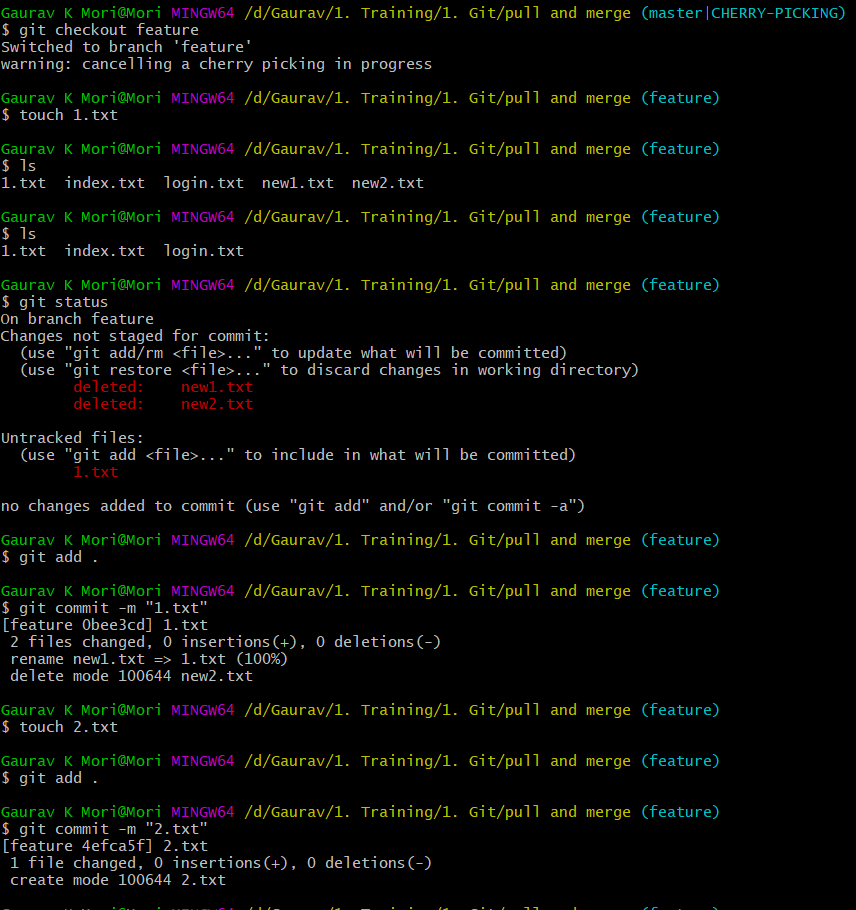 Gaurav K Mori@Mori MINGW64 /d/Gaurav/1. Training/1. Git/pull and merge (master|CHERRY-PICKING)
$ git checkout feature
Switched to branch 'feature'
warning: cancelling a cherry picking in progress
Gaurav K Mori@Mori MINGW64 /d/Gaurav/1. Training/1. Git/pull and merge (feature)
$ touch 1.txt
Gaurav K Mori@Mori MINGW64 /d/Gaurav/1. Training/1. Git/pull and merge (feature)
$ ls
1.txt  index.txt  login.txt  new1.txt  new2.txt
Gaurav K Mori@Mori MINGW64 /d/Gaurav/1. Training/1. Git/pull and merge (feature)
$ ls
1.txt  index.txt  login.txt
Gaurav K Mori@Mori MINGW64 /d/Gaurav/1. Training/1. Git/pull and merge (feature)
$ git status
On branch feature
Changes not staged for commit:
  (use "git add/rm <file>..." to update what will be committed)
  (use "git restore <file>..." to discard changes in working directory)
        deleted:    new1.txt
        deleted:    new2.txt
Untracked files:
  (use "git add <file>..." to include in what will be committed)
        1.txt
no changes added to commit (use "git add" and/or "git commit -a")
Gaurav K Mori@Mori MINGW64 /d/Gaurav/1. Training/1. Git/pull and merge (feature)
$ git add .
Gaurav K Mori@Mori MINGW64 /d/Gaurav/1. Training/1. Git/pull and merge (feature)
$ git commit -m "1.txt"
[feature 0bee3cd] 1.txt
 2 files changed, 0 insertions(+), 0 deletions(-)
 rename new1.txt => 1.txt (100%)
 delete mode 100644 new2.txt
Gaurav K Mori@Mori MINGW64 /d/Gaurav/1. Training/1. Git/pull and merge (feature)
$ touch 2.txt
Gaurav K Mori@Mori MINGW64 /d/Gaurav/1. Training/1. Git/pull and merge (feature)
$ git add .
Gaurav K Mori@Mori MINGW64 /d/Gaurav/1. Training/1. Git/pull and merge (feature)
$ git commit -m "2.txt"
[feature 4efca5f] 2.txt
 1 file changed, 0 insertions(+), 0 deletions(-)
 create mode 100644 2.txt